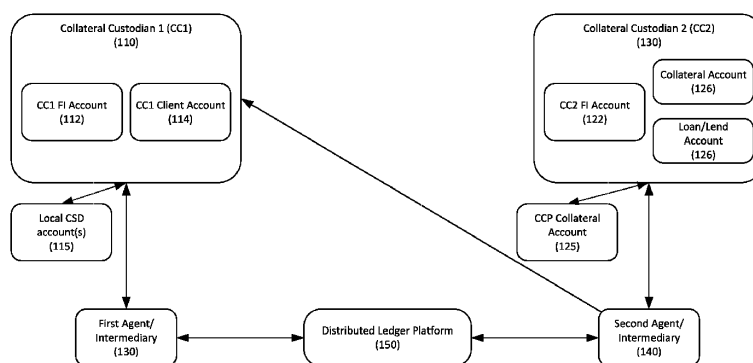 Collateral Custodian 1 (CC1)
(110)
CC1 FI Account
(112)
CC1 Client Account
(114)
Local CSD
account(s)
(115)
Collateral Custodian 2 (CC2)
(130)
CC2 FI Account
(122)
Collateral Account
(126)
Loan/Lend
Account
(126)
CCP Collateral
Account
(125)
First Agent/
Intermediary
(130)
Distributed Ledger Platform
(150)
Second Agent/
Intermediary
(140)